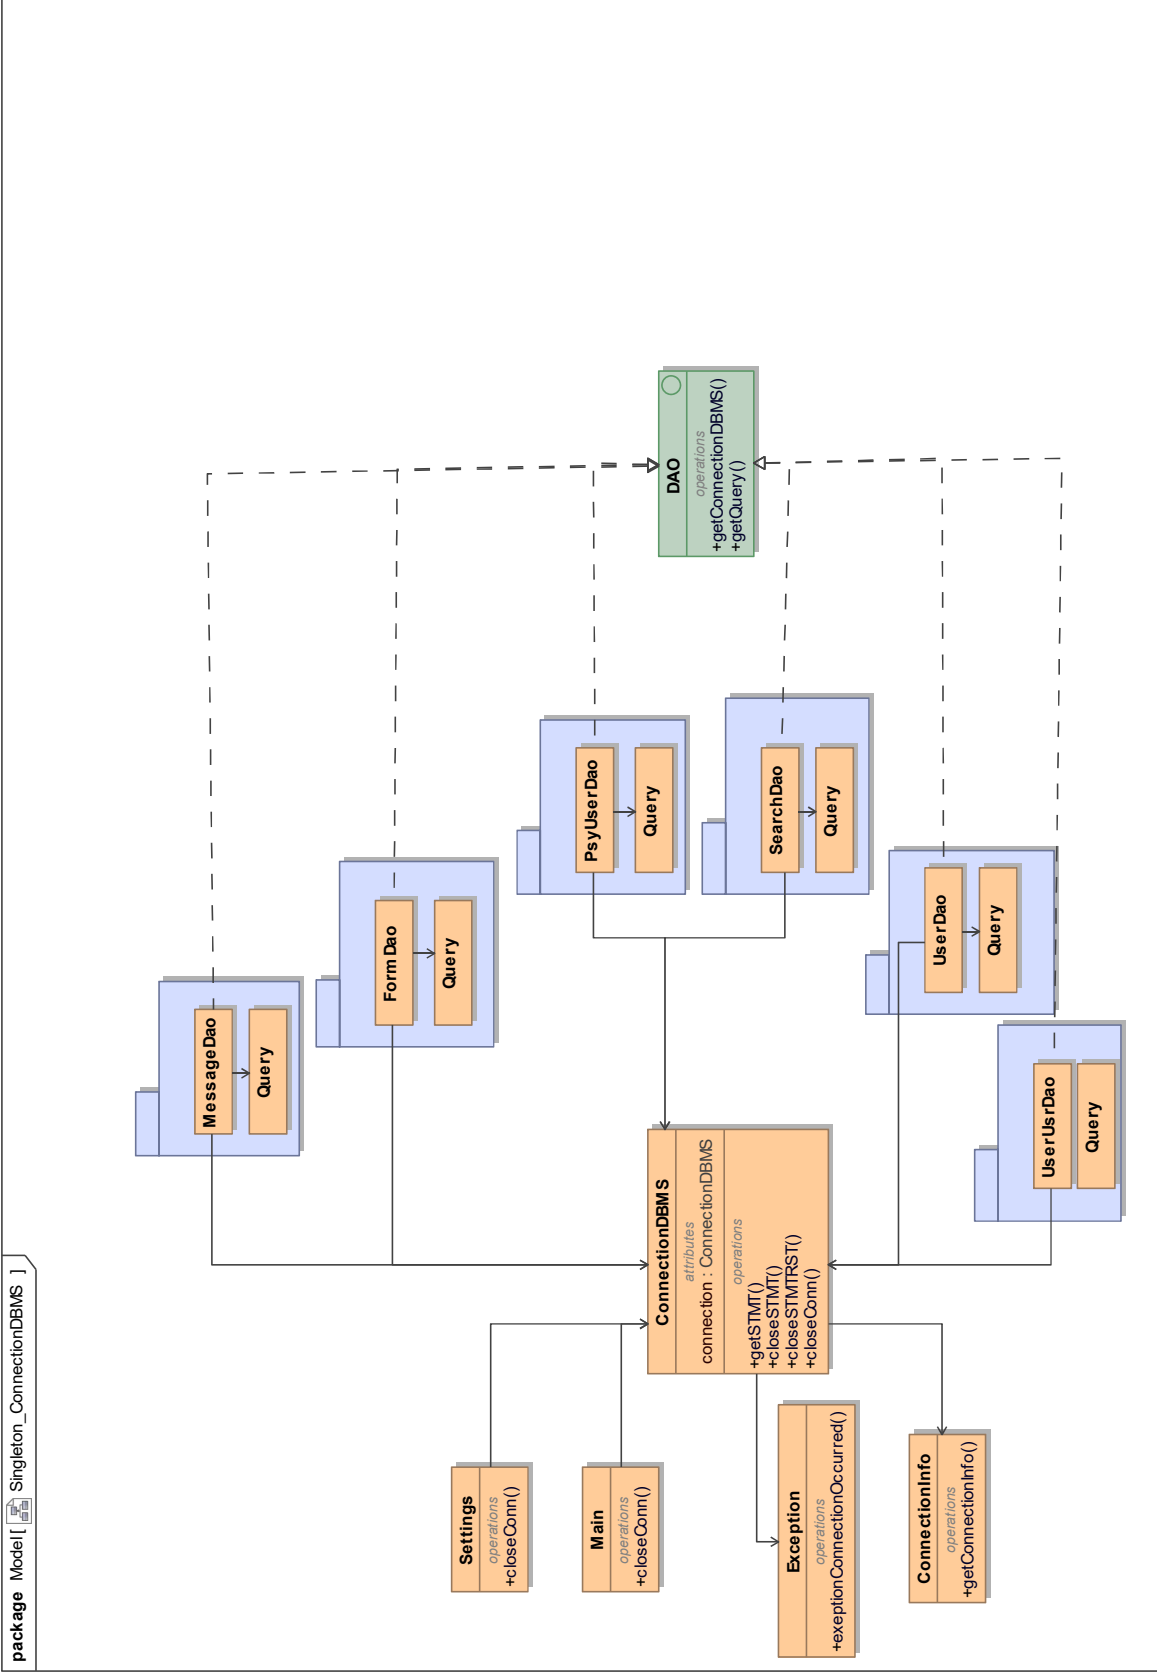 package Model [ Singleton_ConnectionDBMS ]
Settings
operations
+closeConn()
Main
operations
+closeConn()
Exception
operations
+exeptionConnectionOccurred()
ConnectionInfo
operations
+getConnectionInfo()
ConnectionDBMS
attributes
connection : ConnectionDBMS
operations
+getSTMT()
+closeSTMT()
+closeSTMTRST()
+closeConn()
MessageDao
Query
FormDao
Query
PsyUserDao
Query
SearchDao
Query
UserDao
Query
UserUsrDao
Query
DAO
operations
+getConnectionDBMS()
+getQuery()